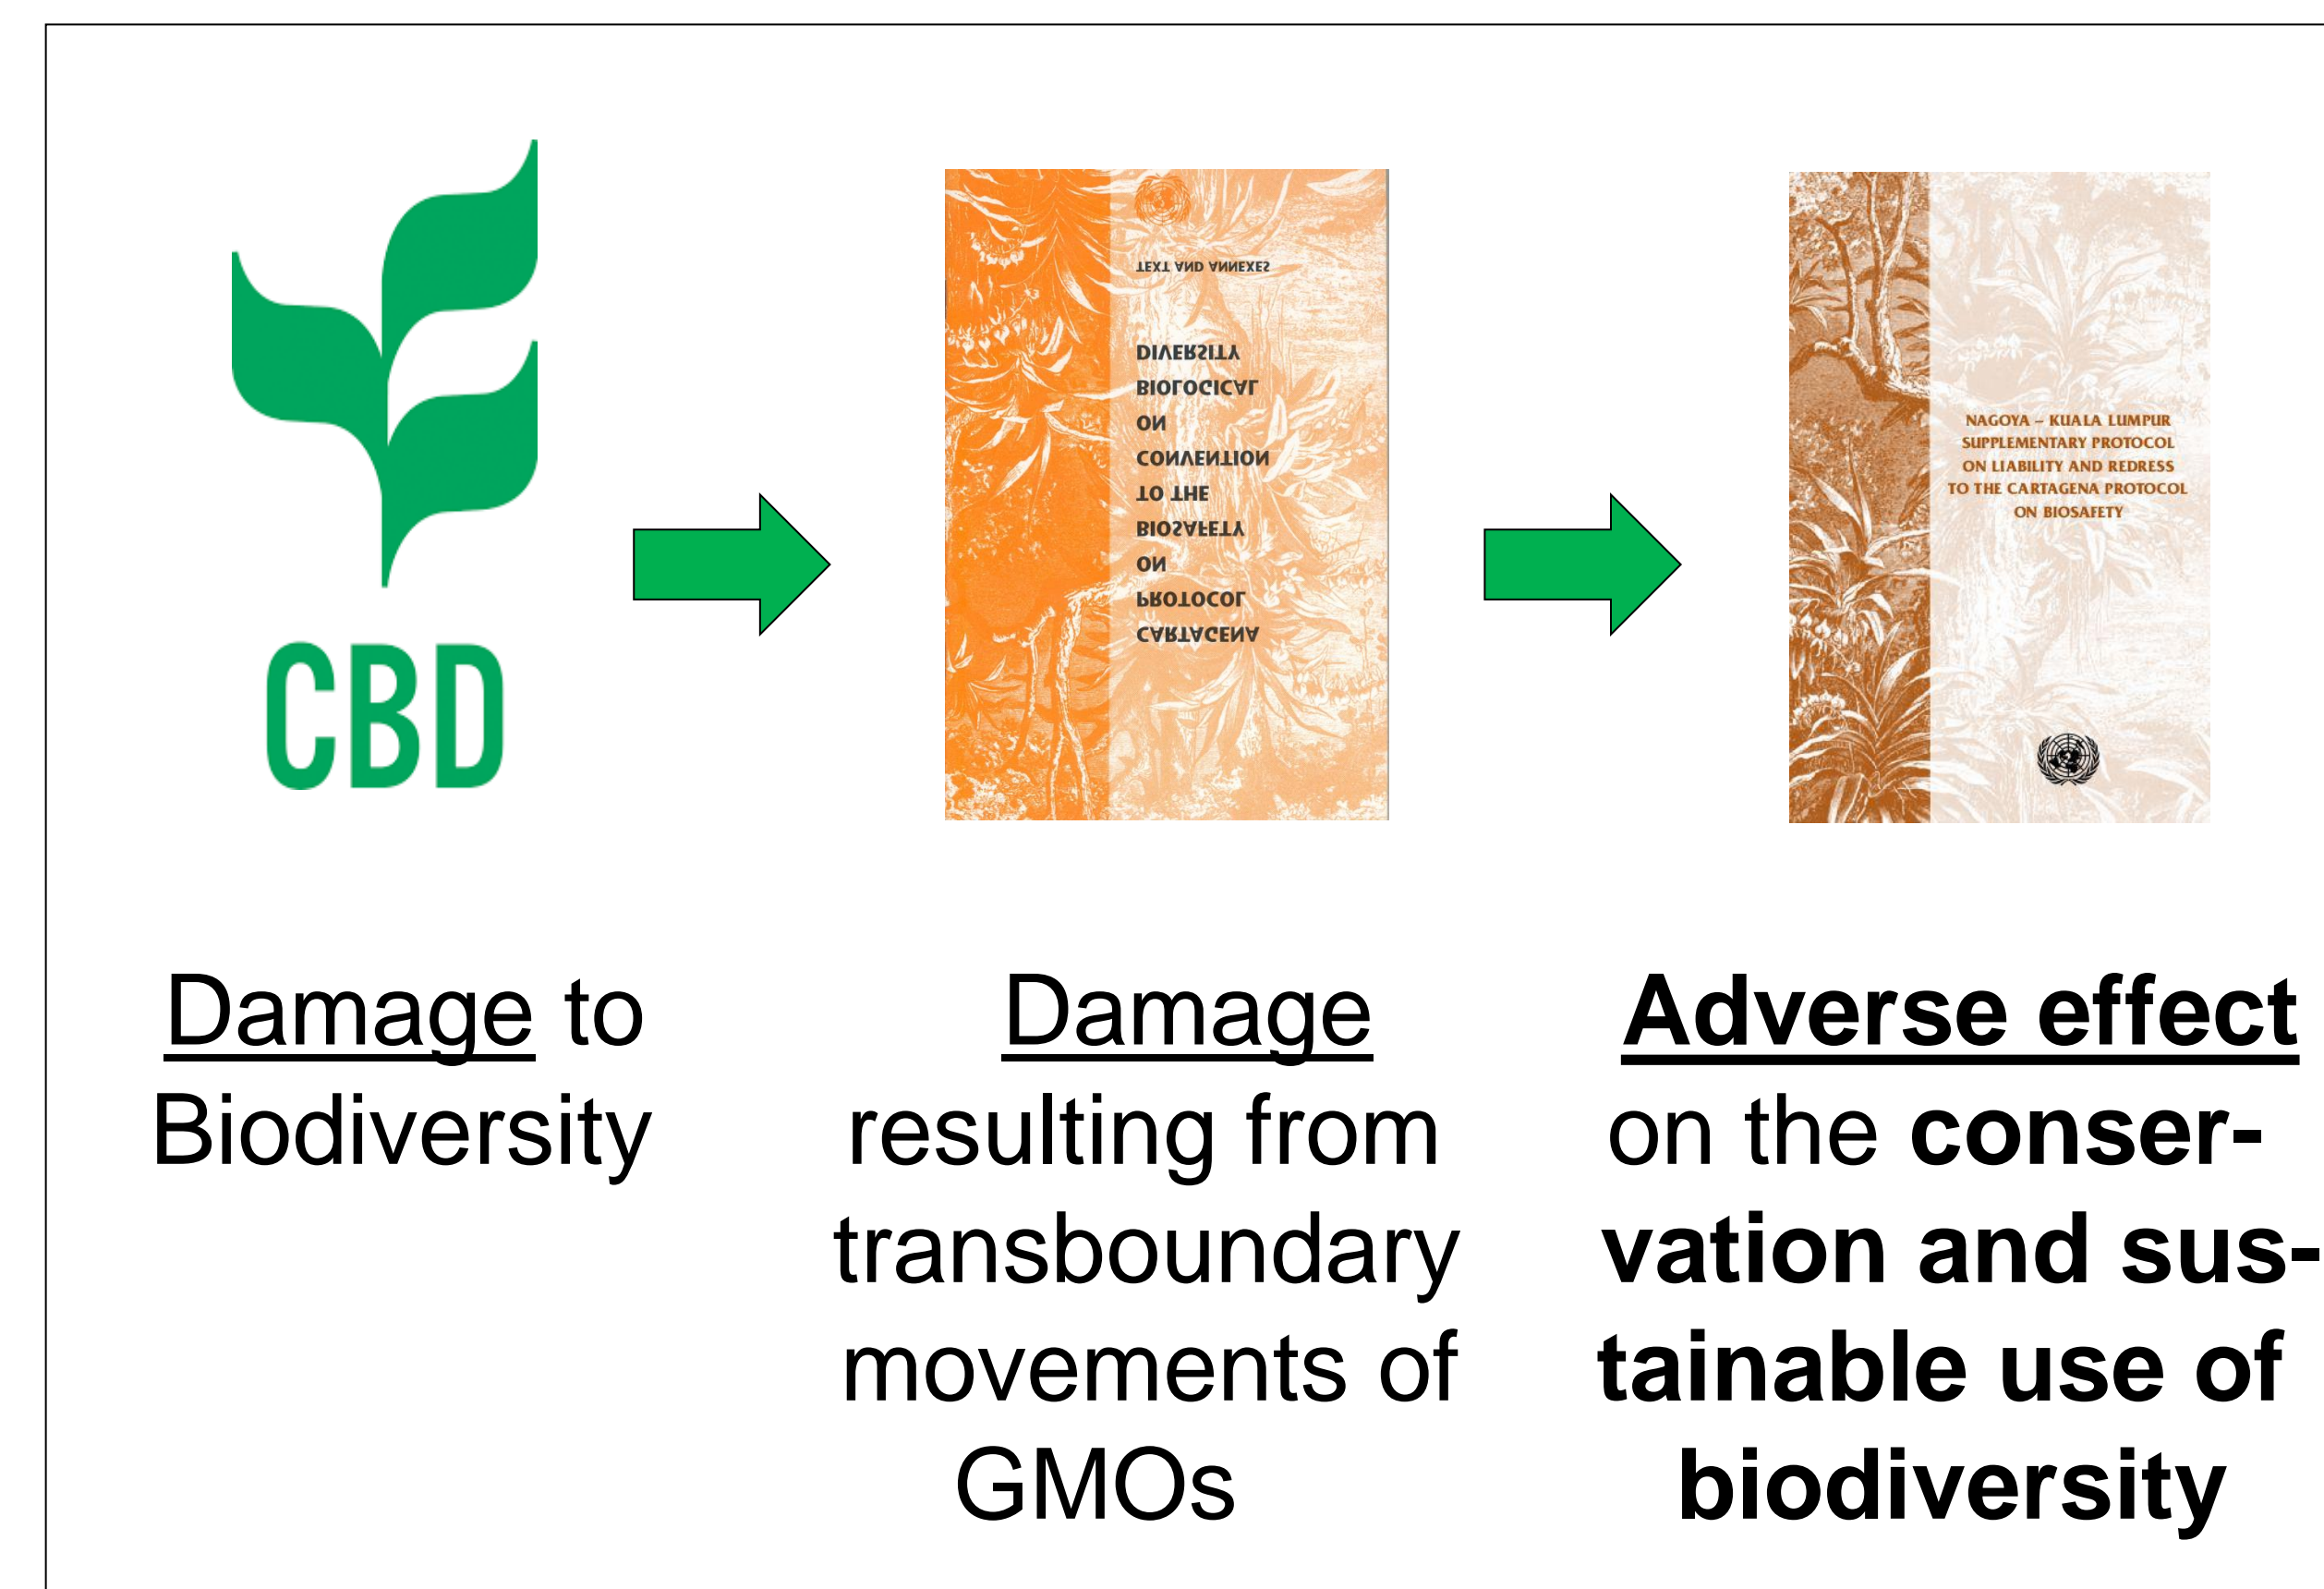 CBD
CARTAGENA
PROTOCOL
ON
BIOSAFETY
TO THE
CONVENTION
ON
BIOLOGICAL
DIVERSITY
TEXT AND ANNEXES
NAGOYA – KUALA LUMPUR
SUPPLEMENTARY PROTOCOL
ON LIABILITY AND REDRESS
TO THE CARTAGENA PROTOCOL
ON BIOSAFETY
Damage to
Biodiversity
Damage
resulting from
transboundary
movements of
GMOs
Adverse effect
on the conser-
vation and sus-
tainable use of
biodiversity